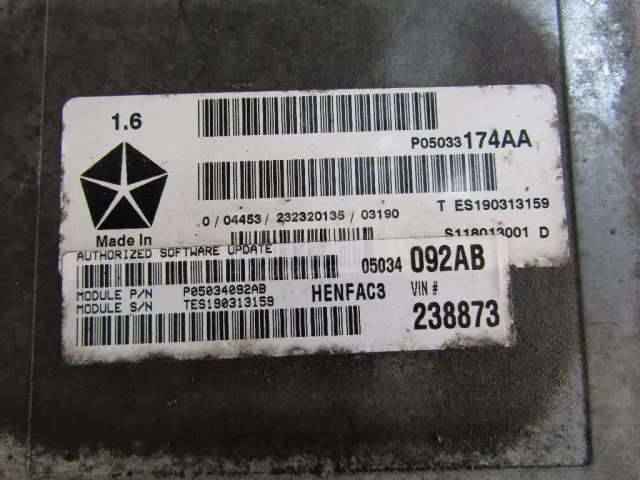 1.6
P05033174AA
T ES190313159
.0 / 04453 / 232320135 / 03190
Made In
S118013001 D
AUTHORIZED SOFTWARE UPDATE
05034 092AB
MODULE P/N P05034092AB
MODULE S/N TES190313159
HENFAC3
VIN #
238873